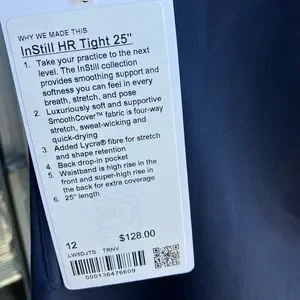 WHY WE MADE THIS
InStill HR Tight 25"
1. Take your practice to the next
level. The InStill collection
provides smoothing support and
softness you can feel in every
breath, stretch, and pose
2. Luxuriously soft and supportive
SmoothCover™ fabric is four-way
stretch, sweat-wicking and
quick-drying
3. Added Lycra® fibre for stretch
and shape retention
4. Back drop-in pocket
5. Waistband is high rise in the
front and super-high rise in
the back for extra coverage
6. 25" length
12 $128.00
LW5DJTS TRNV
000136476609